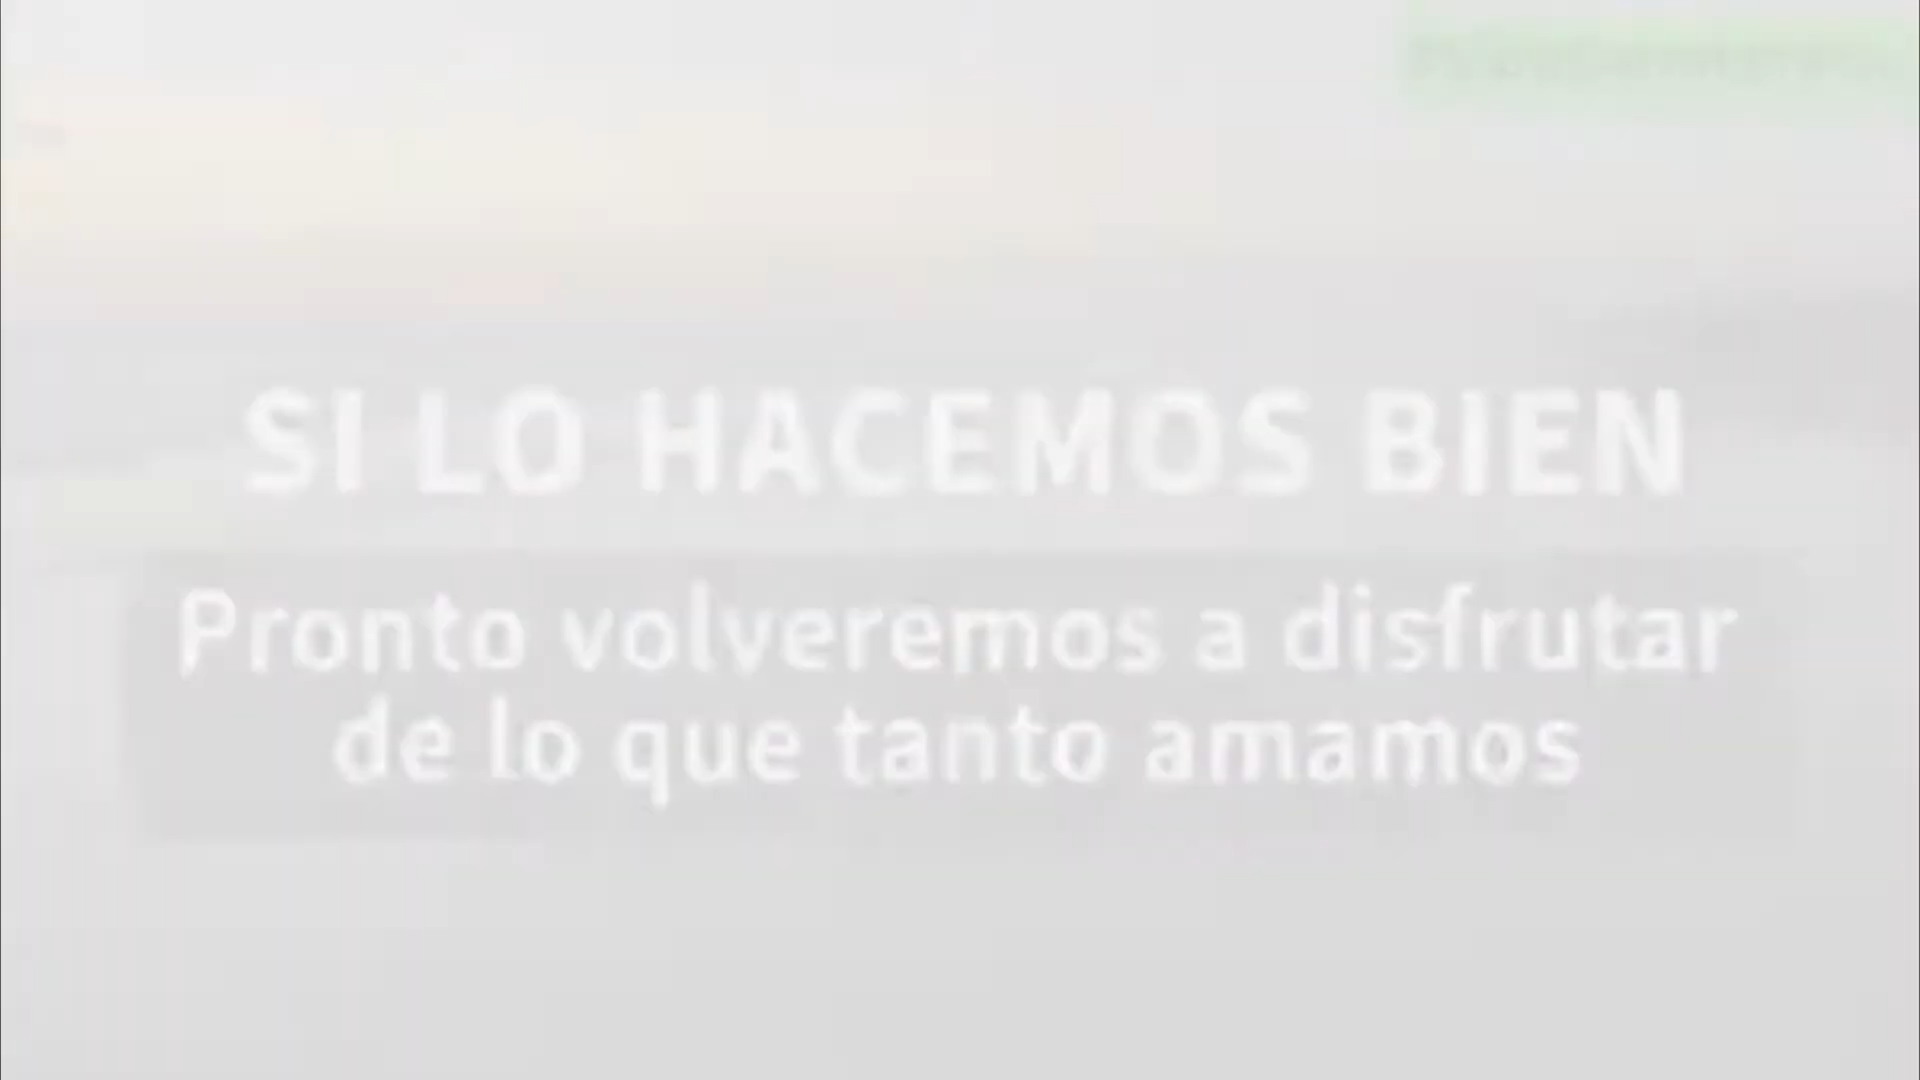 SI LO HACEMOS BIEN
Pronto volveremos a disfrutar
de lo que tanto amamos